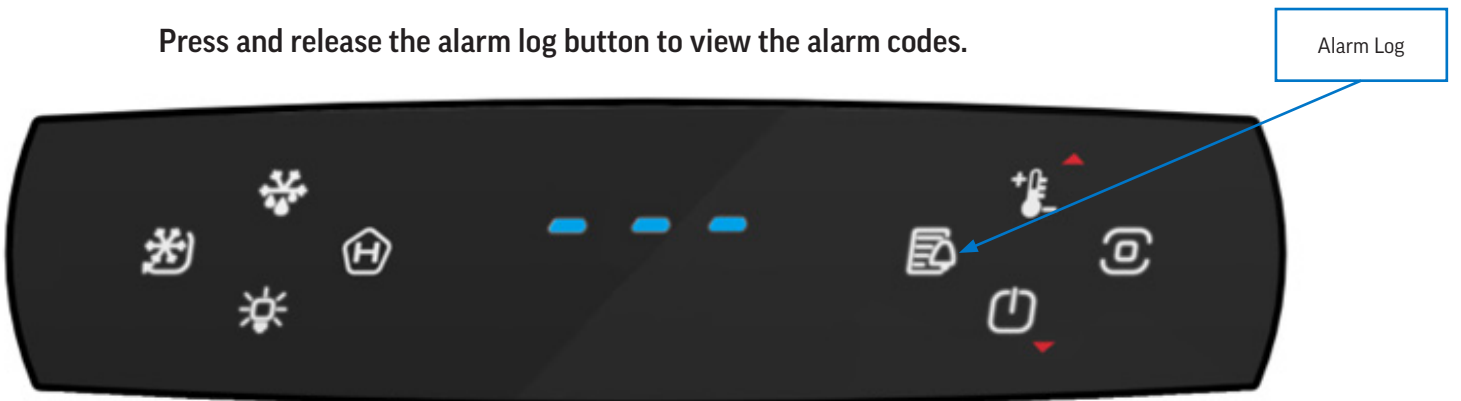 Press and release the alarm log button to view the alarm codes.
Alarm Log
- - -
H